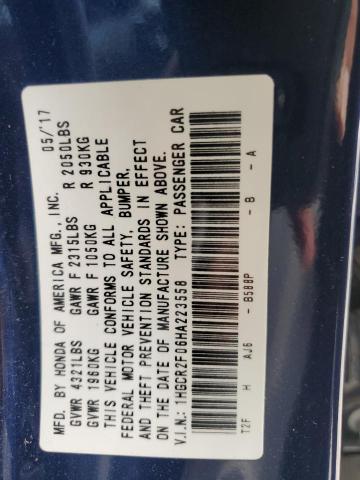 MFD. BY HONDA OF AMERICA MFG., INC. 05/'17
GVWR 4321LBS GAWR F 2315LBS R 2050LBS
GVWR 1960KG GAWR F 1050KG R 930KG
THIS VEHICLE CONFORMS TO ALL APPLICABLE
FEDERAL MOTOR VEHICLE SAFETY, BUMPER,
AND THEFT PREVENTION STANDARDS IN EFFECT
ON THE DATE OF MANUFACTURE SHOWN ABOVE.
V.I.N.: 1HGCR2F06HA223558 TYPE: PASSENGER CAR
T2F H AJ6 - B588P - B - A